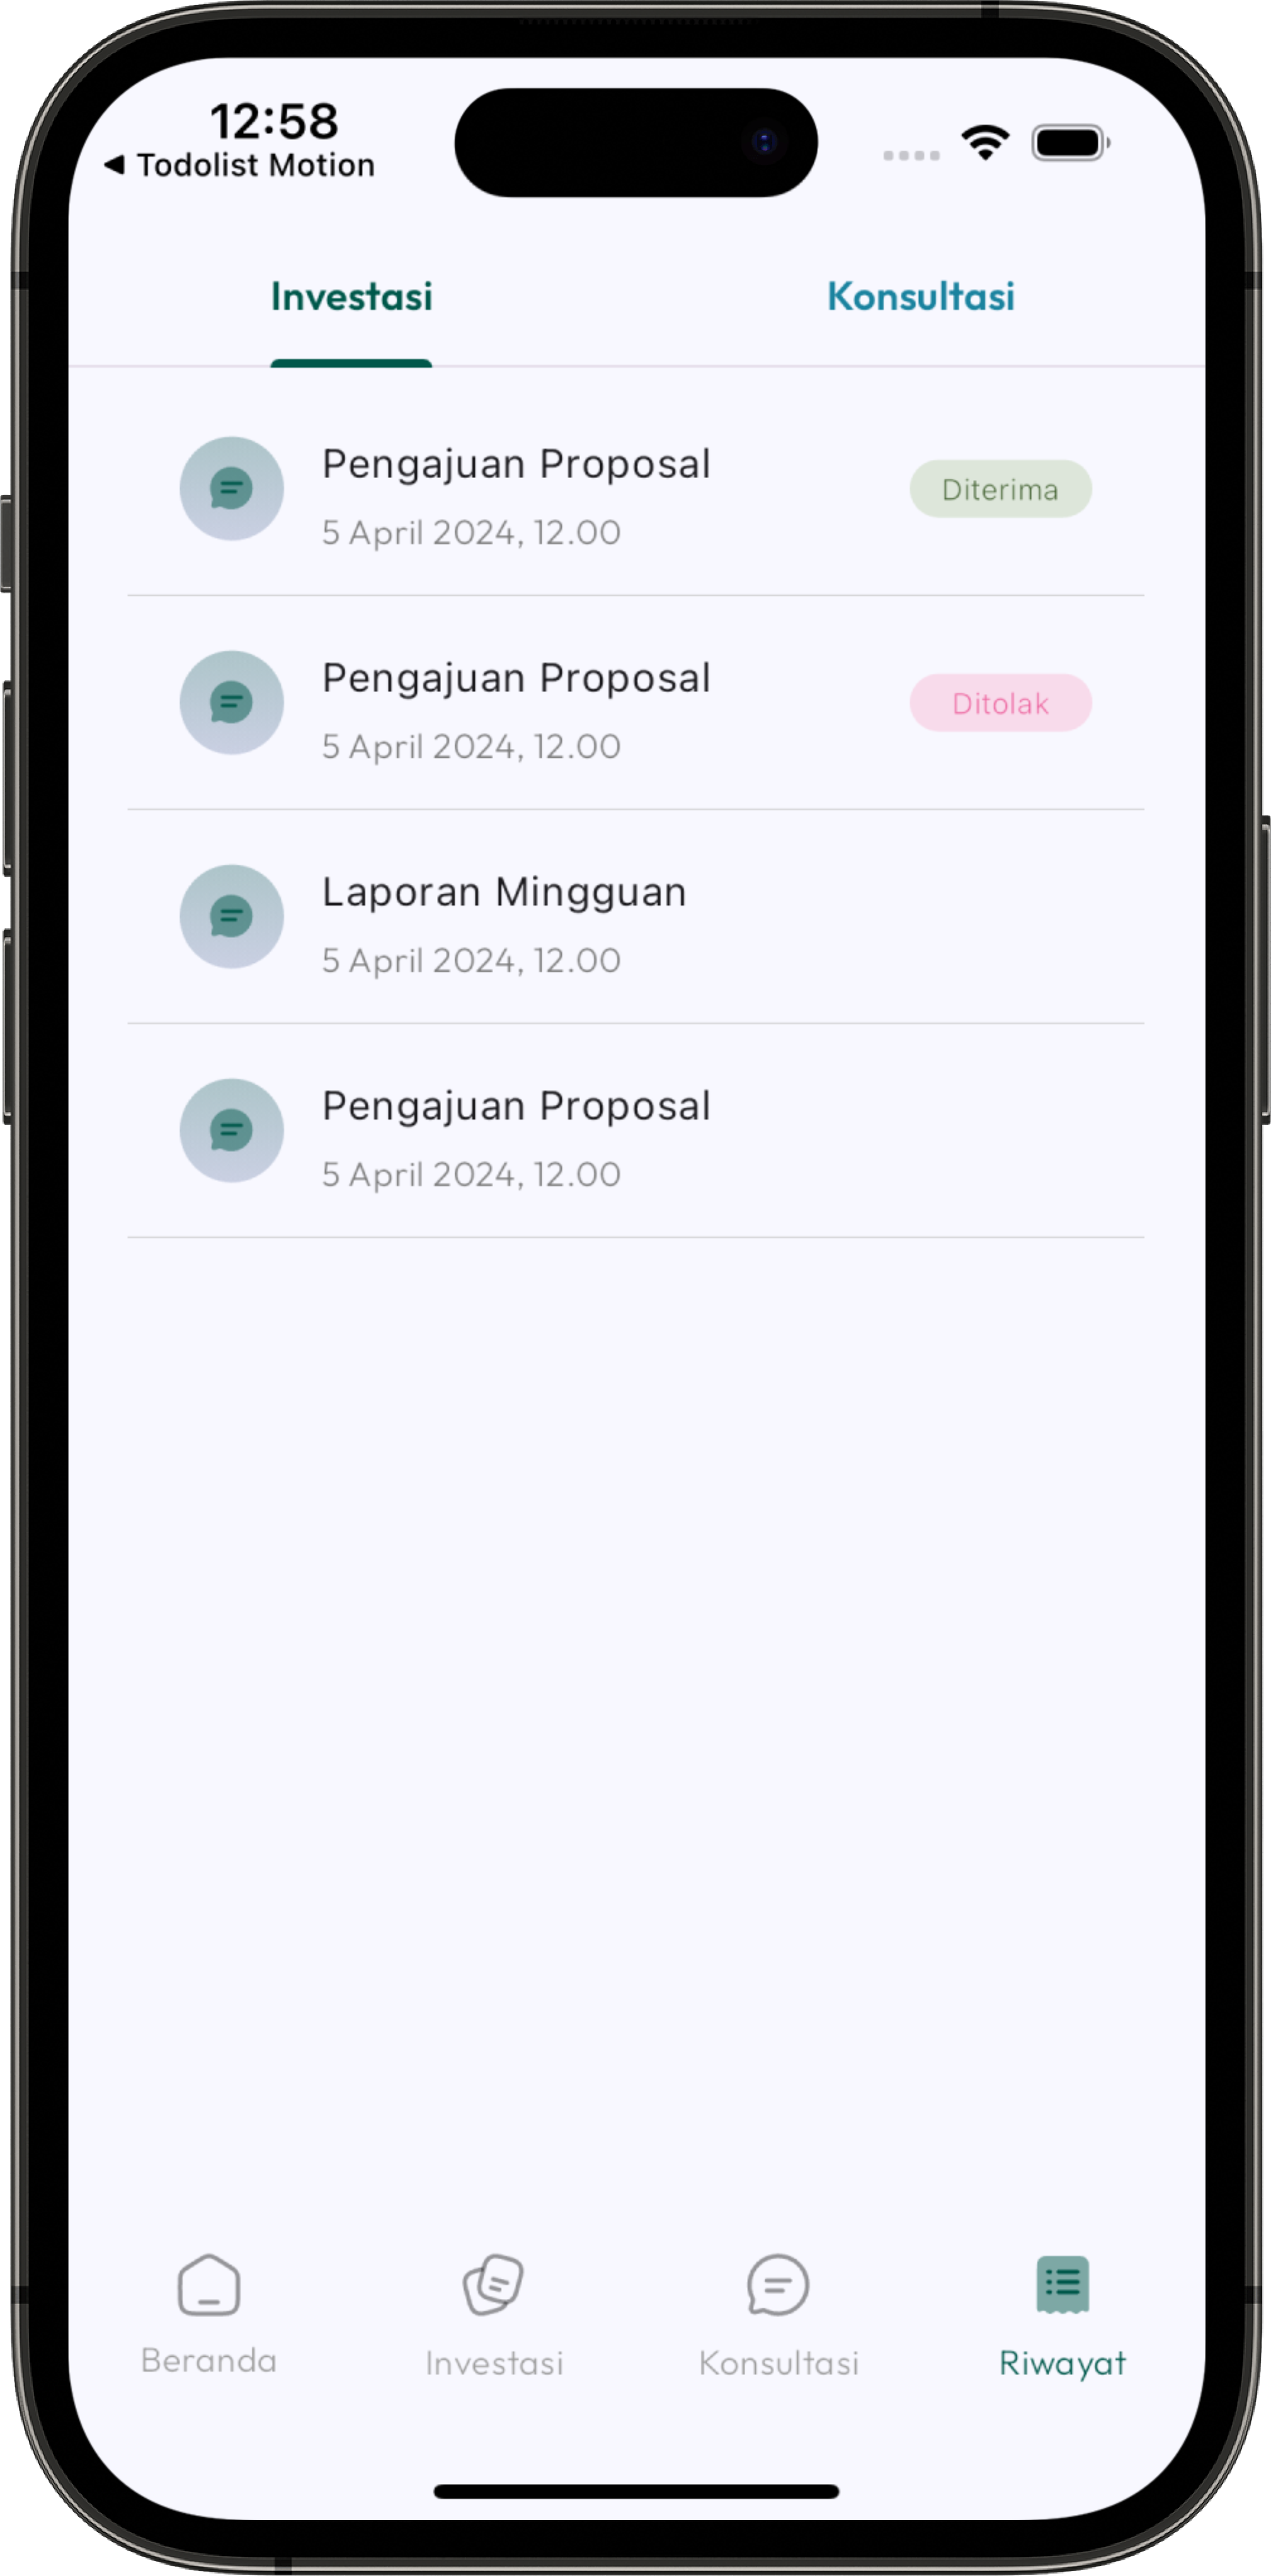 12:58
Todolist Motion
Investasi
Konsultasi
Pengajuan Proposal
Diterima
5 April 2024, 12.00
Pengajuan Proposal
Ditolak
5 April 2024, 12.00
Laporan Mingguan
5 April 2024, 12.00
Pengajuan Proposal
5 April 2024, 12.00
Beranda
Investasi
Konsultasi
Riwayat